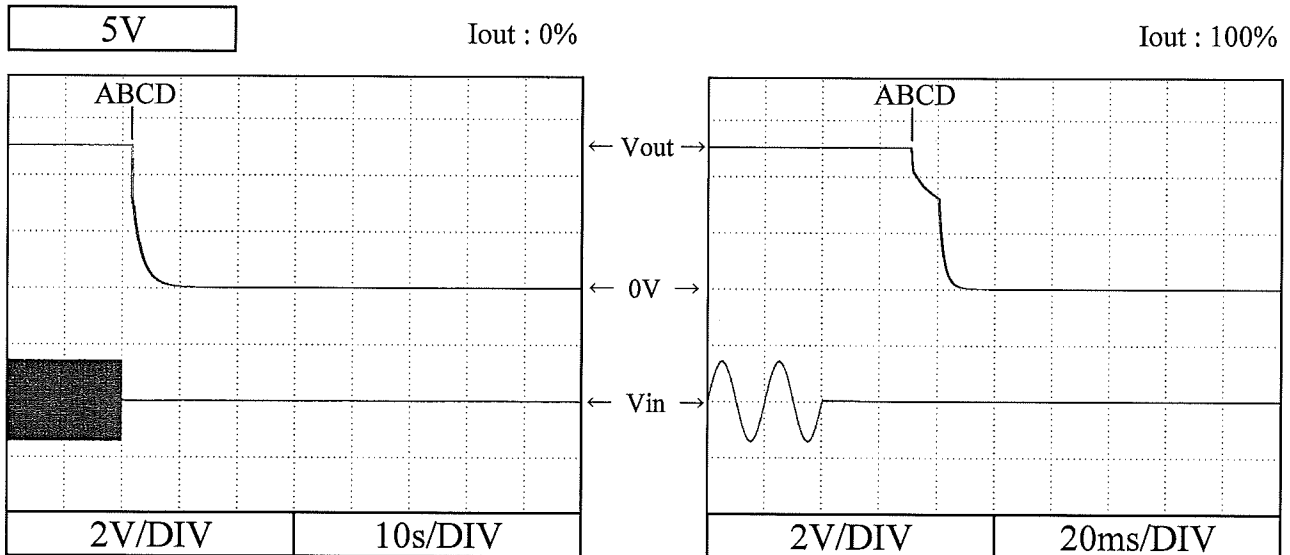 5V
Iout : 0%
Iout : 100%
ABCD
ABCD
← Vout →
← 0V →
← Vin →
2V/DIV
10s/DIV
2V/DIV
20ms/DIV